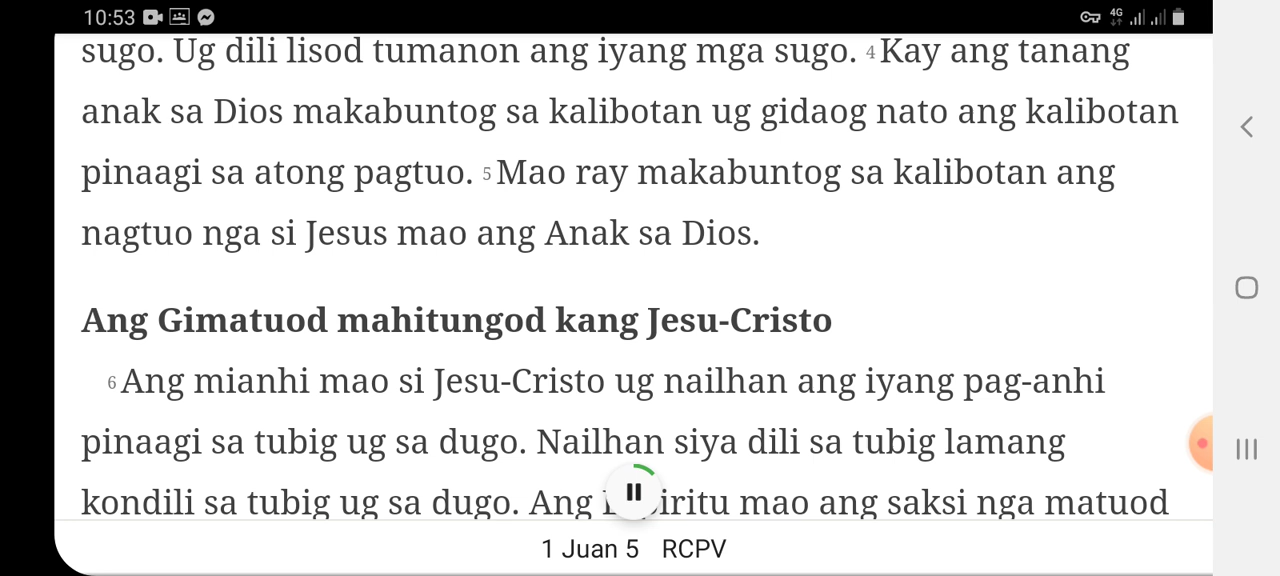 10:53
4G
sugo. Ug dili lisod tumanon ang iyang mga sugo. 4 Kay ang tanang
anak sa Dios makabuntog sa kalibotan ug gidaog nato ang kalibotan
pinaagi sa atong pagtuo. 5 Mao ray makabuntog sa kalibotan ang
nagtuo nga si Jesus mao ang Anak sa Dios.
Ang Gimatuod mahitungod kang Jesu-Cristo
6 Ang mianhi mao si Jesu-Cristo ug nailhan ang iyang pag-anhi
pinaagi sa tubig ug sa dugo. Nailhan siya dili sa tubig lamang
kondili sa tubig ug sa dugo. Ang mao ang saksi nga matuod
1 Juan 5 RCPV